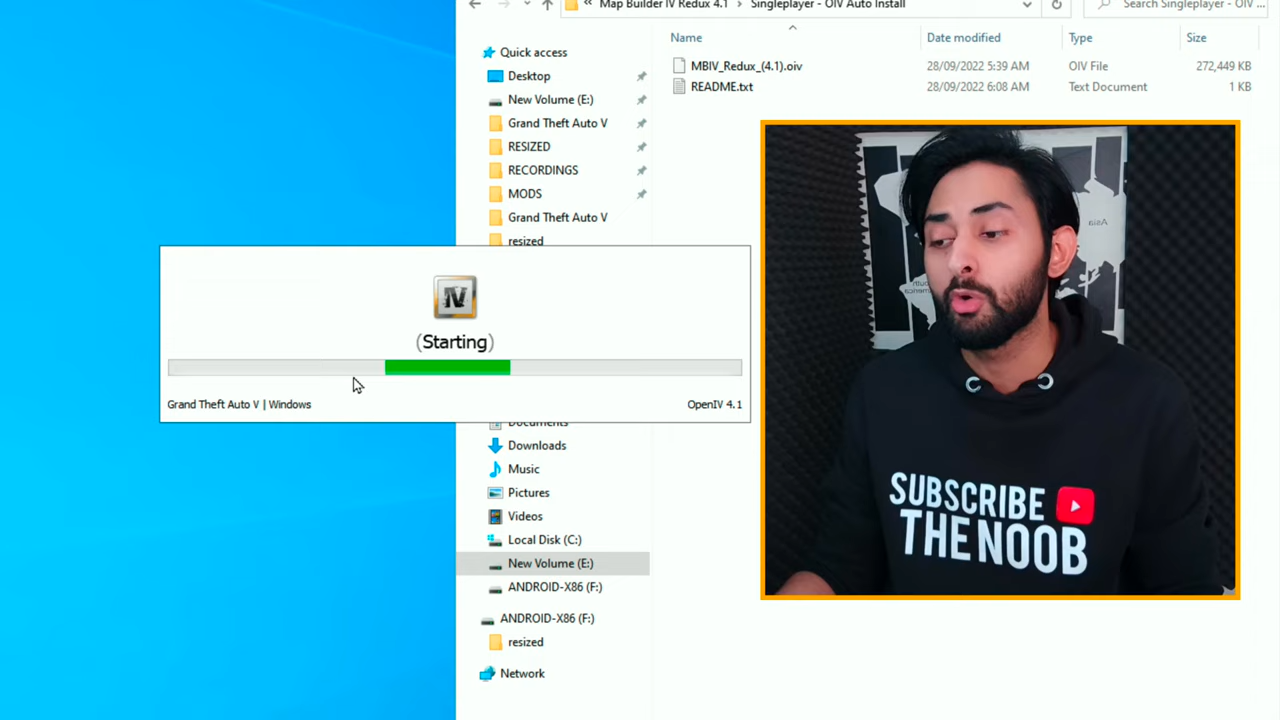 Map Builder IV Redux 4.1 > Singleplayer - OIV Auto Install
Search Singleplayer - OIV ...
Name
Date modified
Type
Size
MBIV_Redux_(4.1).oiv
28/09/2022 5:39 AM
OIV File
272,449 KB
README.txt
28/09/2022 6:08 AM
Text Document
1 KB
Quick access
Desktop
New Volume (E:)
Grand Theft Auto V
RESIZED
RECORDINGS
MODS
Grand Theft Auto V
resized
IV
(Starting)
Grand Theft Auto V | Windows
OpenIV 4.1
Documents
Downloads
Music
Pictures
Videos
Local Disk (C:)
New Volume (E:)
ANDROID-X86 (F:)
ANDROID-X86 (F:)
resized
Network
Asia
SUBSCRIBE
THE NOOB